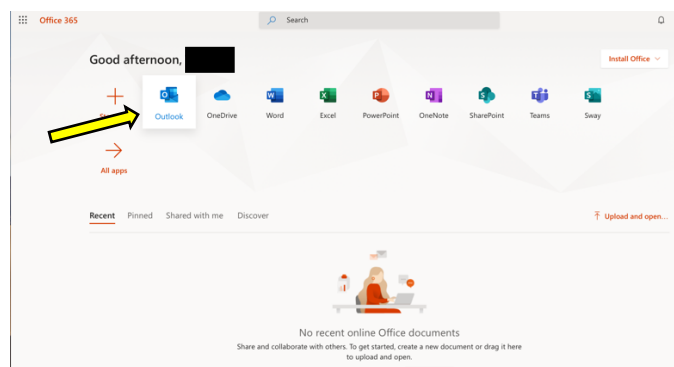 Office 365
Search
Good afternoon,
Install Office
Outlook OneDrive Word Excel PowerPoint OneNote SharePoint Teams Sway
All apps
Recent Pinned Shared with me Discover
Upload and open...
No recent online Office documents
Share and collaborate with others. To get started, create a new document or drag it here
to upload and open.